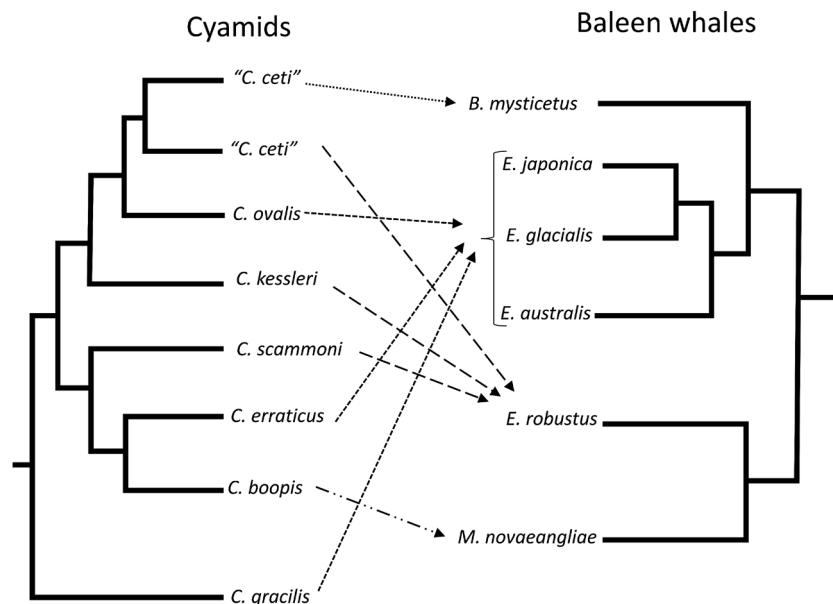 Cyamids
Baleen whales
“C. ceti”
“C. ceti”
C. ovalis
C. kessleri
C. scammoni
C. erraticus
C. boopis
C. gracilis
B. mysticetus
E. japonica
E. glacialis
E. australis
E. robustus
M. novaeangliae